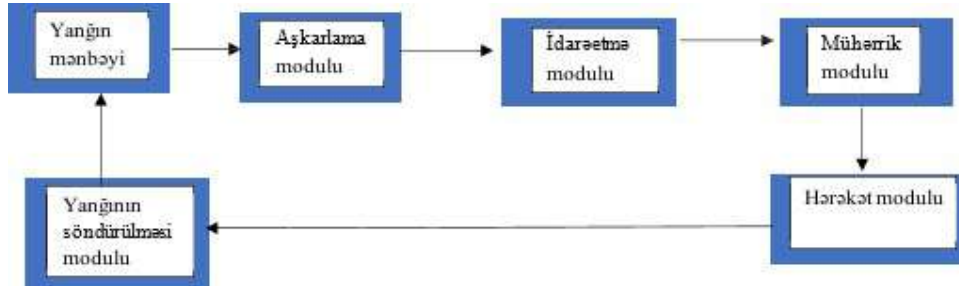 Yanğın
mənbəyi
Aşkarlama
modulu
İdarəetmə
modulu
Mühərrik
modulu
Hərəkət modulu
Yanğının
söndürülməsi
modulu